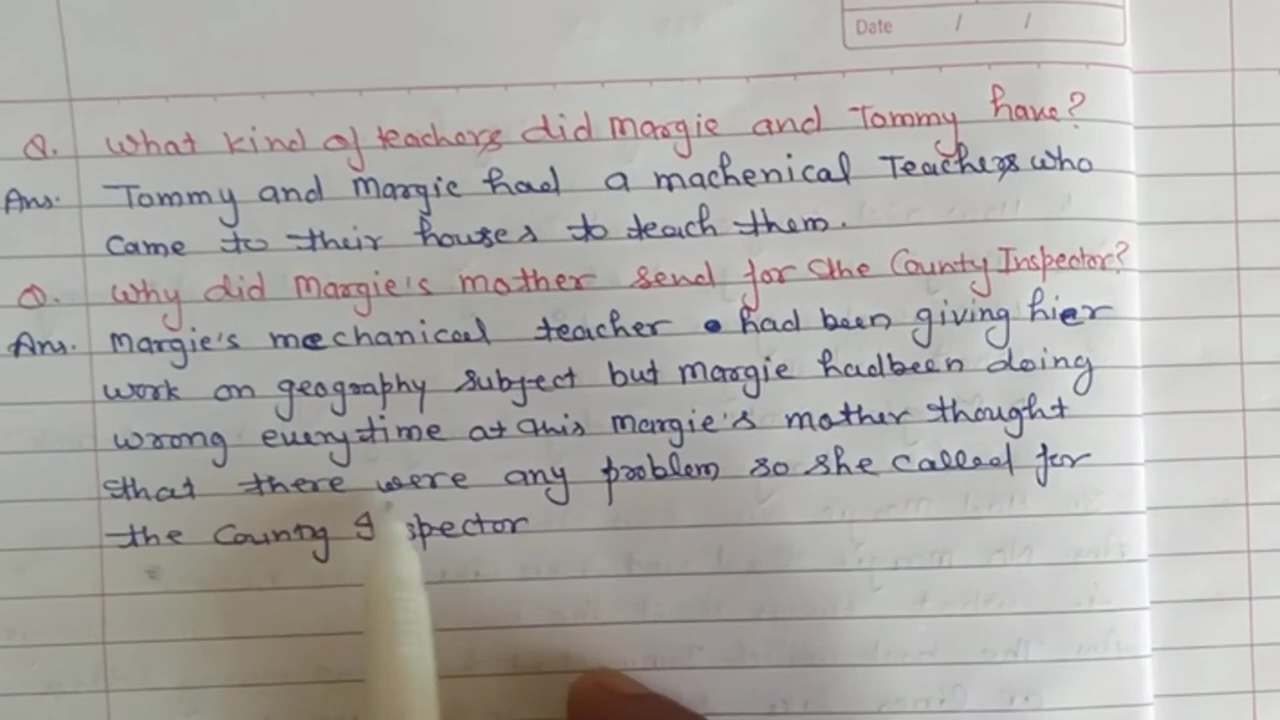 Date / /
Q. What kind of teachers did Margie and Tommy have?
Ans. Tommy and Margie had a machenical Teachers who
came to their houses to teach them.
Q. Why did Margie's mother send for the County Inspector?
Ans. Margie's mechanical teacher had been giving her
work on geography subject but margie hadbeen doing
wrong everytime at this Margie's mother thought
that there were any problem so she called for
the County Inspector